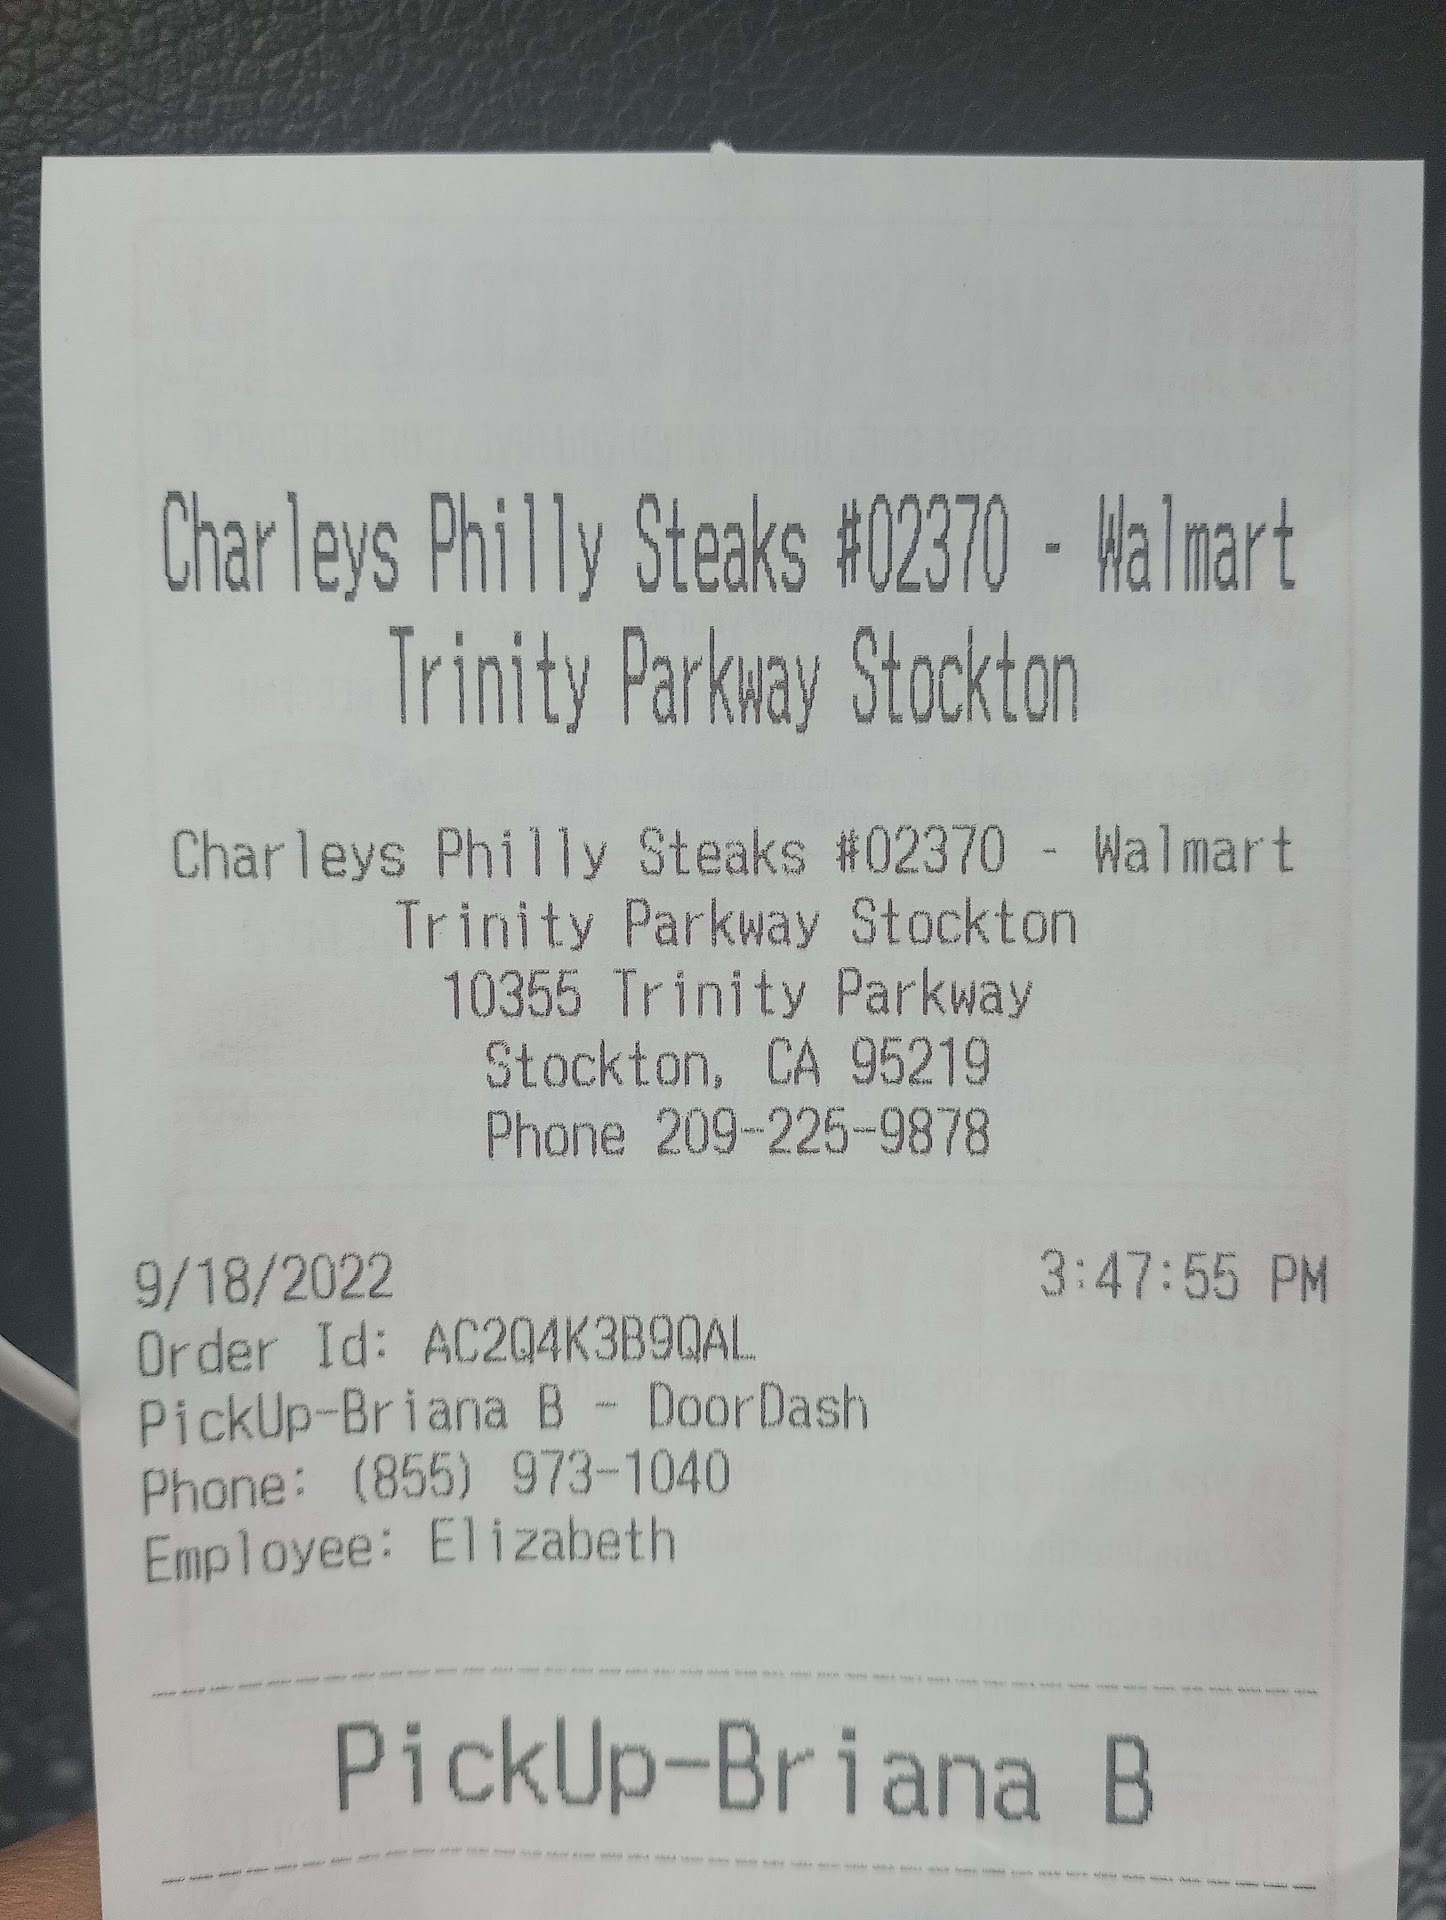 Charleys Philly Steaks #02370 - Walmart
Trinity Parkway Stockton
Charleys Philly Steaks #02370 - Walmart
Trinity Parkway Stockton
10355 Trinity Parkway
Stockton, CA 95219
Phone 209-225-9878
9/18/2022 3:47:55 PM
Order Id: AC2Q4K3B9QAL
PickUp-Briana B - DoorDash
Phone: (855) 973-1040
Employee: Elizabeth
PickUp-Briana B